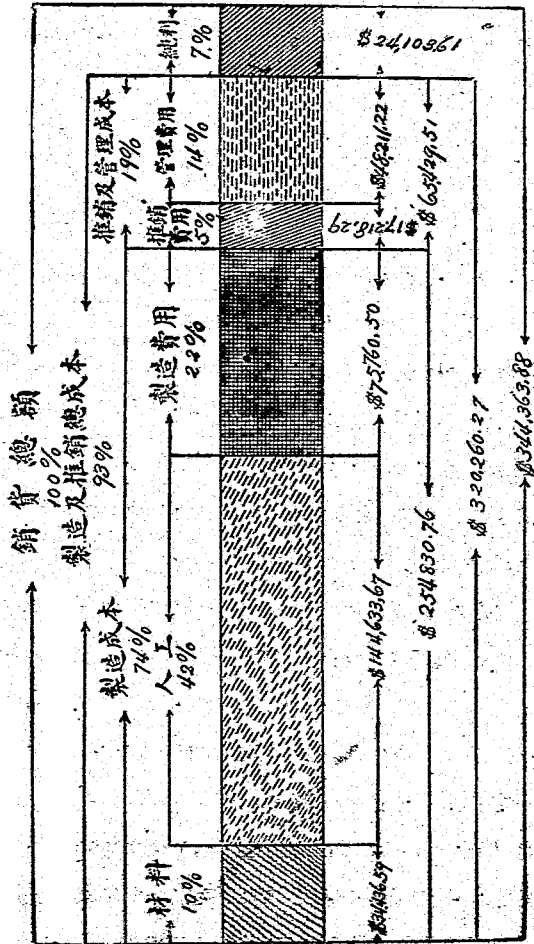 銷貨總額
100%
製造及推銷總成本
93%
製造成本
74%
推銷及管理成本
19%
材料
10%
人工
42%
製造費用
22%
推銷
費用
5%
管理費用
14%
純利
7%
$34,436.59
$144,633.67
$75,760.50
$17,218.29
$48,211.22
$24,103.61
$254,830.76
$65,429.51
$320,260.27
$344,363.88